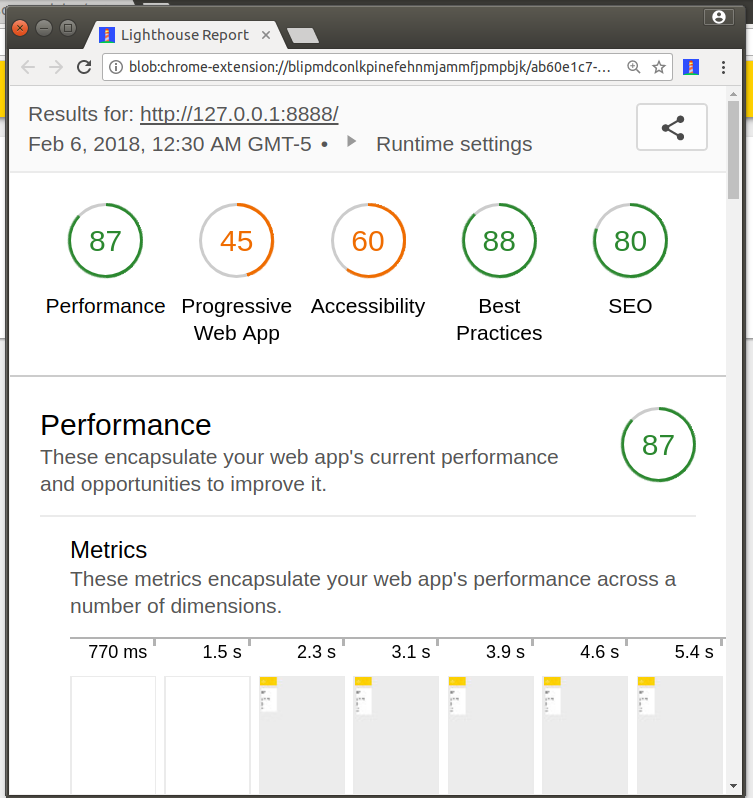 Lighthouse Report
blob:chrome-extension://blipmdconlkpinefehnmjammfjpmpbjk/ab60e1c7-...
Results for: http://127.0.0.1:8888/
Feb 6, 2018, 12:30 AM GMT-5 • Runtime settings
87 45 60 88 80
Performance Progressive Accessibility Best SEO
Web App Practices
Performance
87
These encapsulate your web app's current performance
and opportunities to improve it.
Metrics
These metrics encapsulate your web app's performance across a
number of dimensions.
770 ms 1.5 s 2.3 s 3.1 s 3.9 s 4.6 s 5.4 s